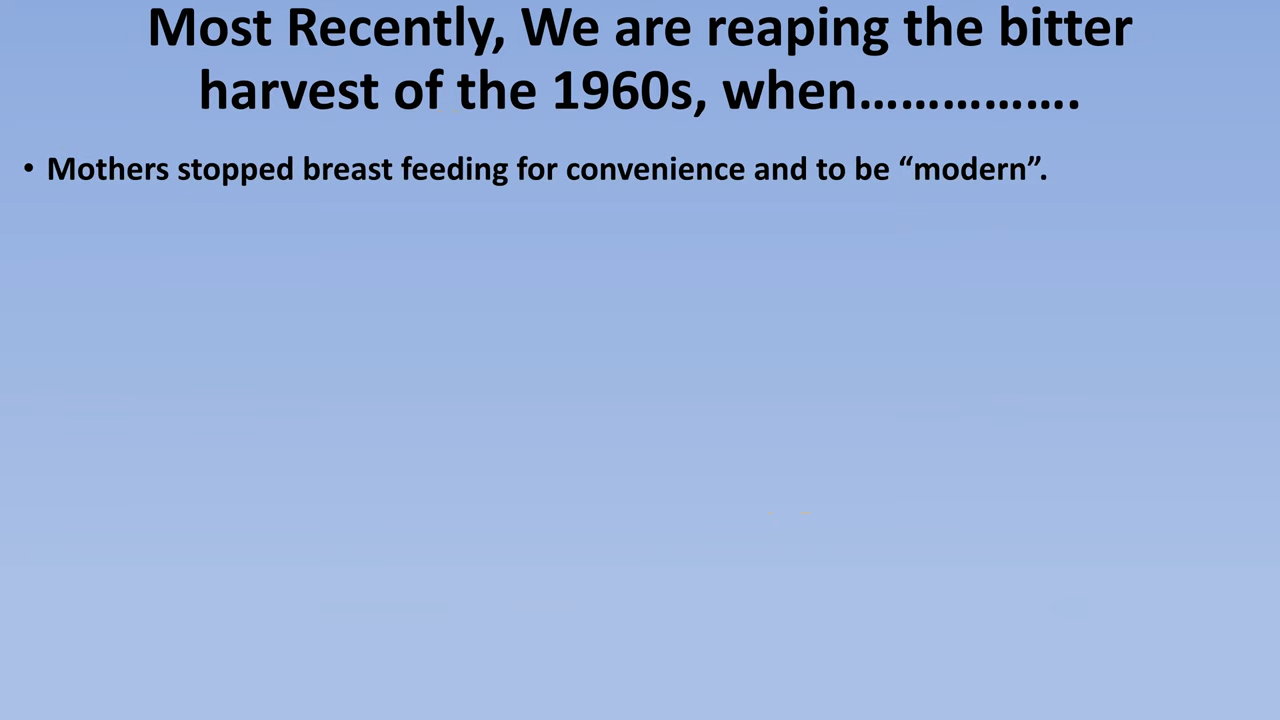 Most Recently, We are reaping the bitter
harvest of the 1960s, when…………….
• Mothers stopped breast feeding for convenience and to be “modern”.